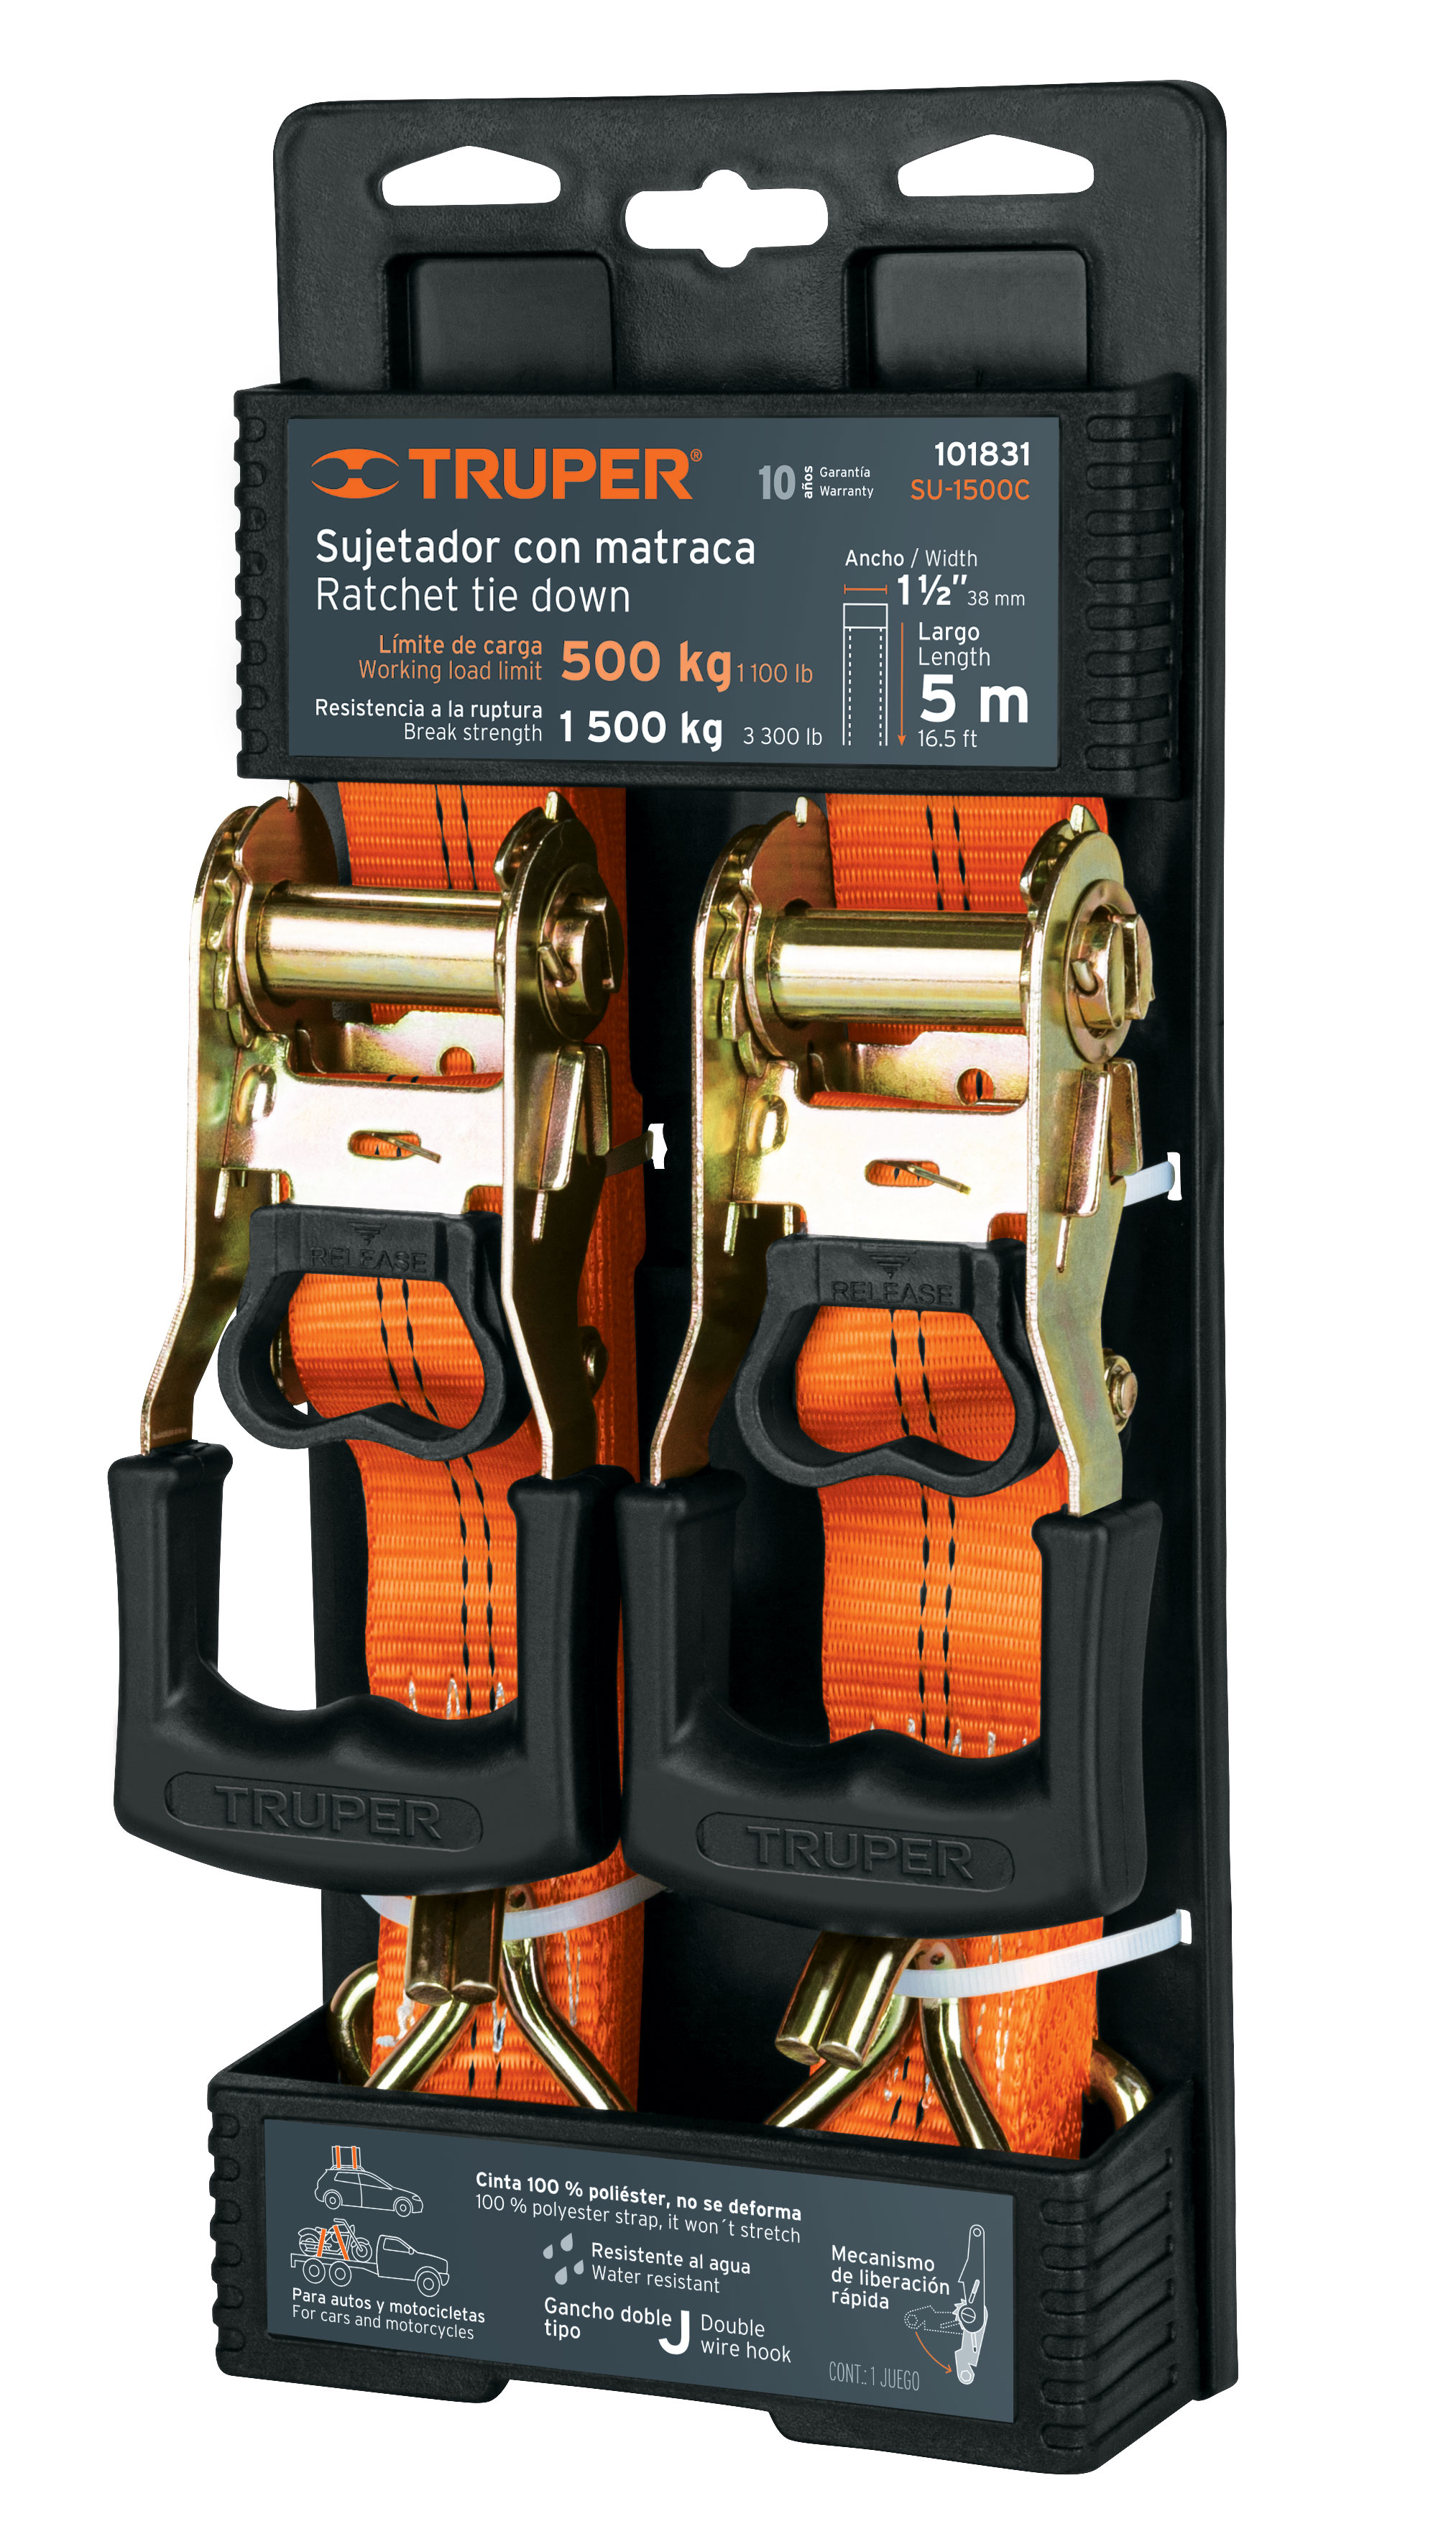 TRUPER®
10 años Garantía
Warranty
101831
SU-1500C
Sujetador con matraca
Ratchet tie down
Límite de carga
Working load limit
500 kg 1 100 lb
Resistencia a la ruptura
Break strength
1 500 kg 3 300 lb
Ancho / Width
1 ½" 38 mm
Largo
Length
5 m
16.5 ft
RELEASE
RELEASE
TRUPER
TRUPER
Para autos y motocicletas
For cars and motorcycles
Cinta 100 % poliéster, no se deforma
100 % polyester strap, it won´t stretch
Resistente al agua
Water resistant
Gancho doble
tipo
J
Double
wire hook
Mecanismo
de liberación
rápida
CONT.: 1 JUEGO